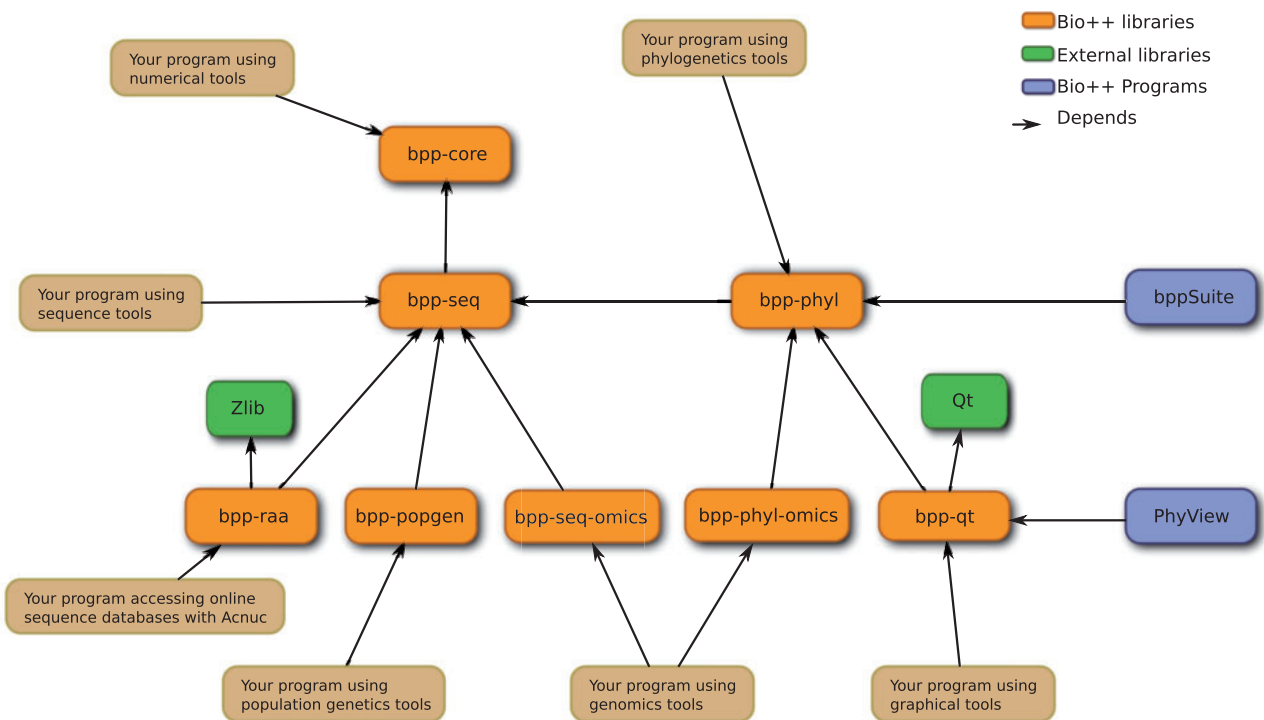 Your program using
numerical tools
Your program using
phylogenetics tools
Bio++ libraries
External libraries
Bio++ Programs
Depends
bpp-core
Your program using
sequence tools
bpp-seq
bpp-phyl
bppSuite
Zlib
Qt
bpp-raa
bpp-popgen
bpp-seq-omics
bpp-phyl-omics
bpp-qt
PhyView
Your program accessing online
sequence databases with Acnuc
Your program using
population genetics tools
Your program using
genomics tools
Your program using
graphical tools